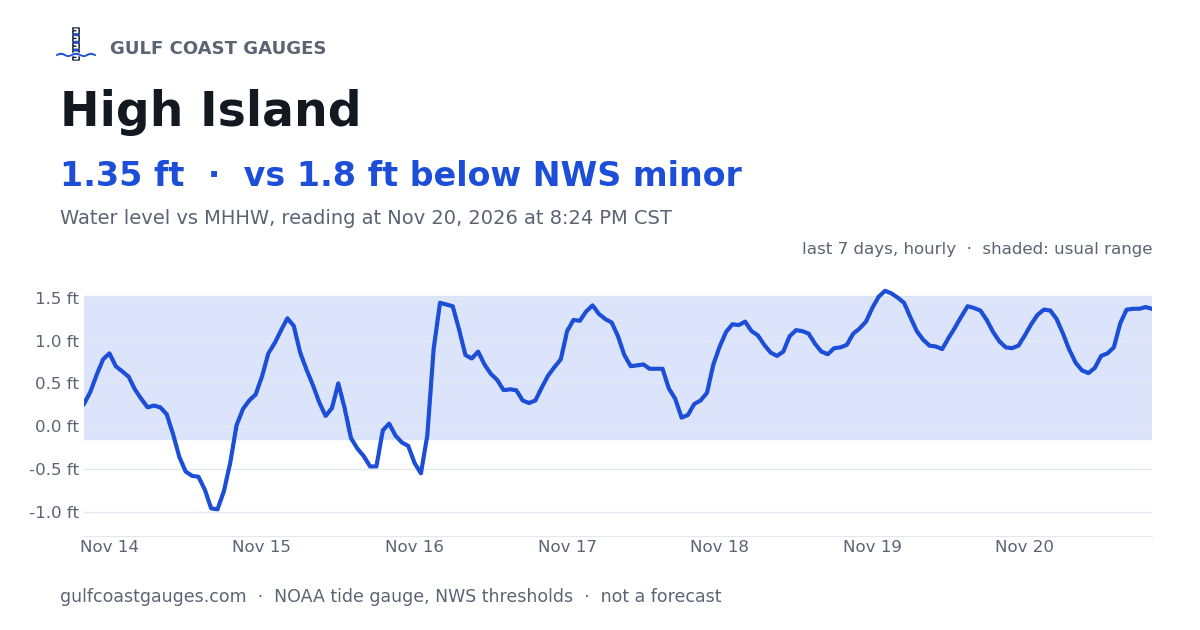 GULF COAST GAUGES
High Island
1.35 ft · vs 1.8 ft below NWS minor
Water level vs MHHW, reading at Nov 20, 2026 at 8:24 PM CST
last 7 days, hourly · shaded: usual range
1.5 ft
1.0 ft
0.5 ft
0.0 ft
-0.5 ft
-1.0 ft
Nov 14 Nov 15 Nov 16 Nov 17 Nov 18 Nov 19 Nov 20
gulfcoastgauges.com · NOAA tide gauge, NWS thresholds · not a forecast